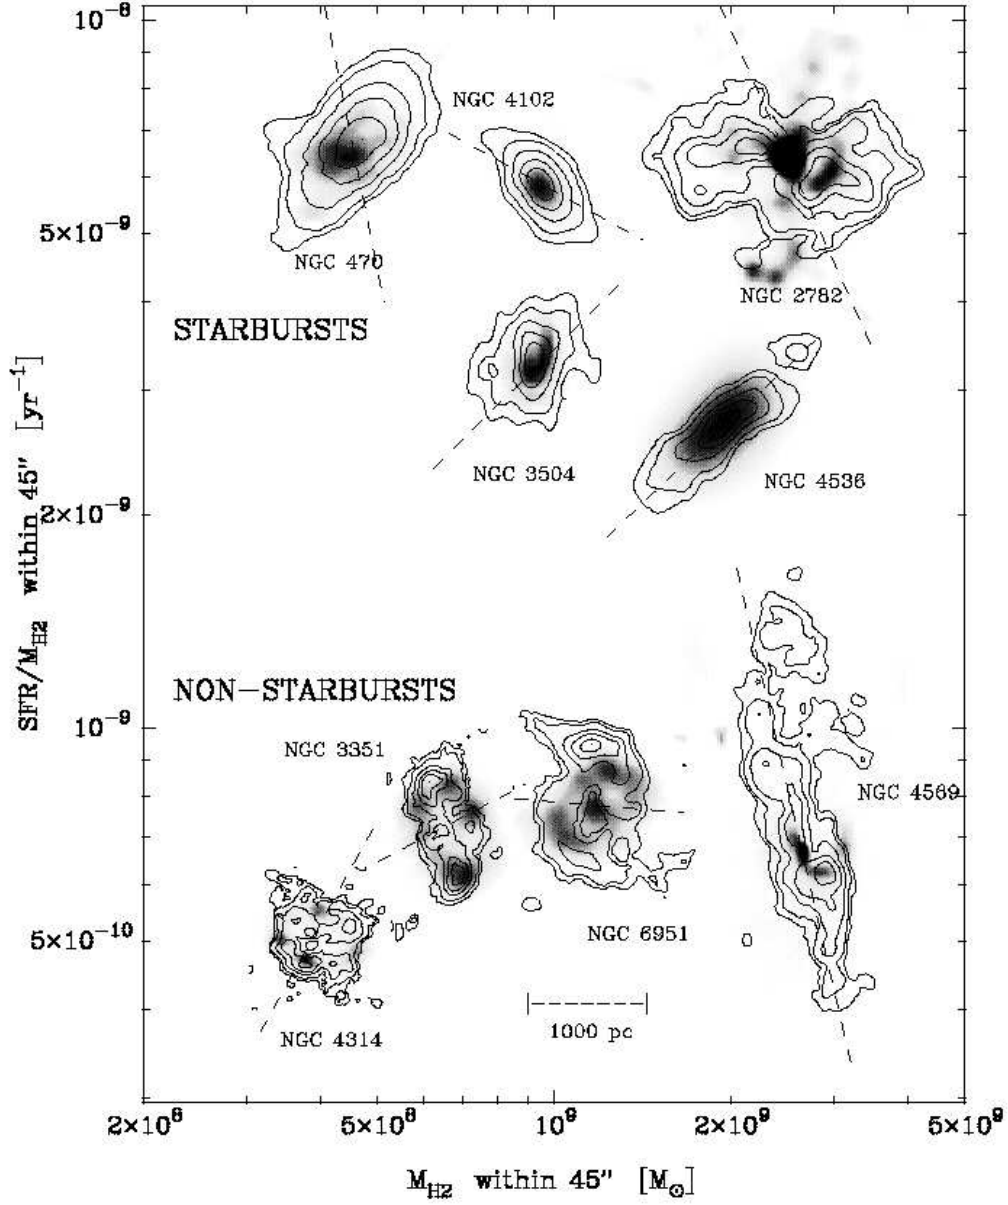 10⁻⁸
NGC 4102
5×10⁻⁹
NGC 470
NGC 2782
STARBURSTS
NGC 3504
NGC 4536
2×10⁻⁹
NON-STARBURSTS
10⁻⁹
NGC 3351
NGC 4569
NGC 6951
5×10⁻¹⁰
1000 pc
NGC 4314
SFR/M_H2 within 45" [yr⁻¹]
2×10⁸ 5×10⁸ 10⁹ 2×10⁹ 5×10⁹
M_H2 within 45" [M_⊙]